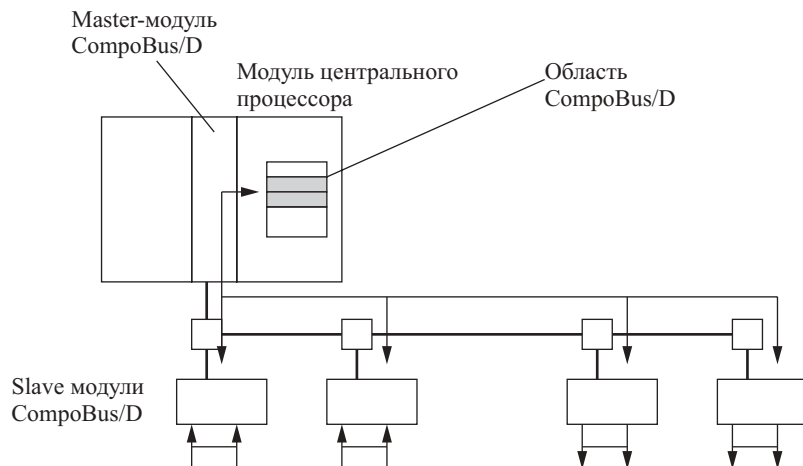 Master-модуль
CompoBus/D
Модуль центрального
процессора
Область
CompoBus/D
Slave модули
CompoBus/D